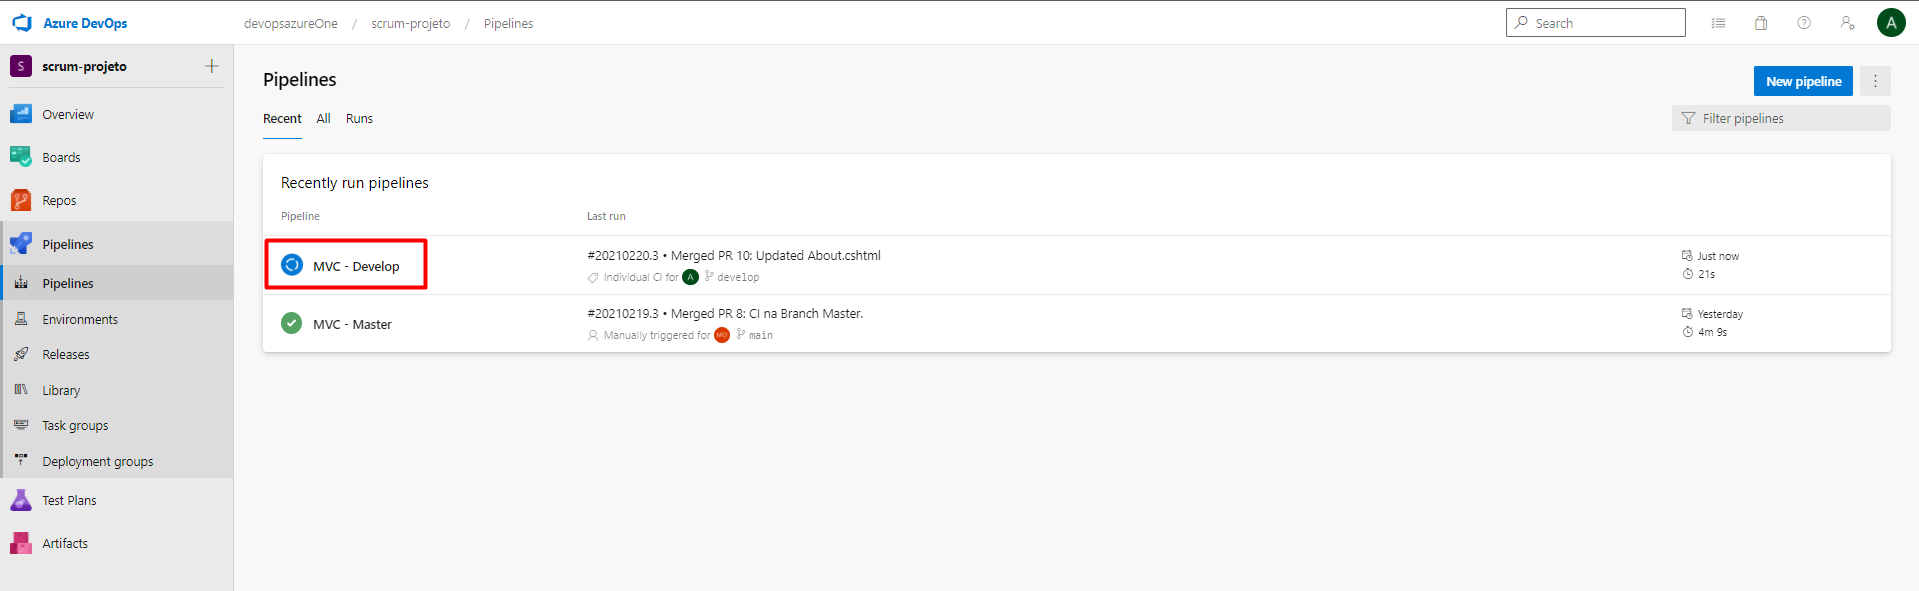 Azure DevOps
devopsazureOne / scrum-projeto / Pipelines
Search
A
S scrum-projeto
Overview
Boards
Repos
Pipelines
Pipelines
Environments
Releases
Library
Task groups
Deployment groups
Test Plans
Artifacts
Pipelines
New pipeline
Recent All Runs
Filter pipelines
Recently run pipelines
Pipeline Last run
MVC - Develop
#20210220.3 • Merged PR 10: Updated About.cshtml
Individual CI for A develop
Just now
21s
MVC - Master
#20210219.3 • Merged PR 8: CI na Branch Master.
Manually triggered for MO main
Yesterday
4m 9s